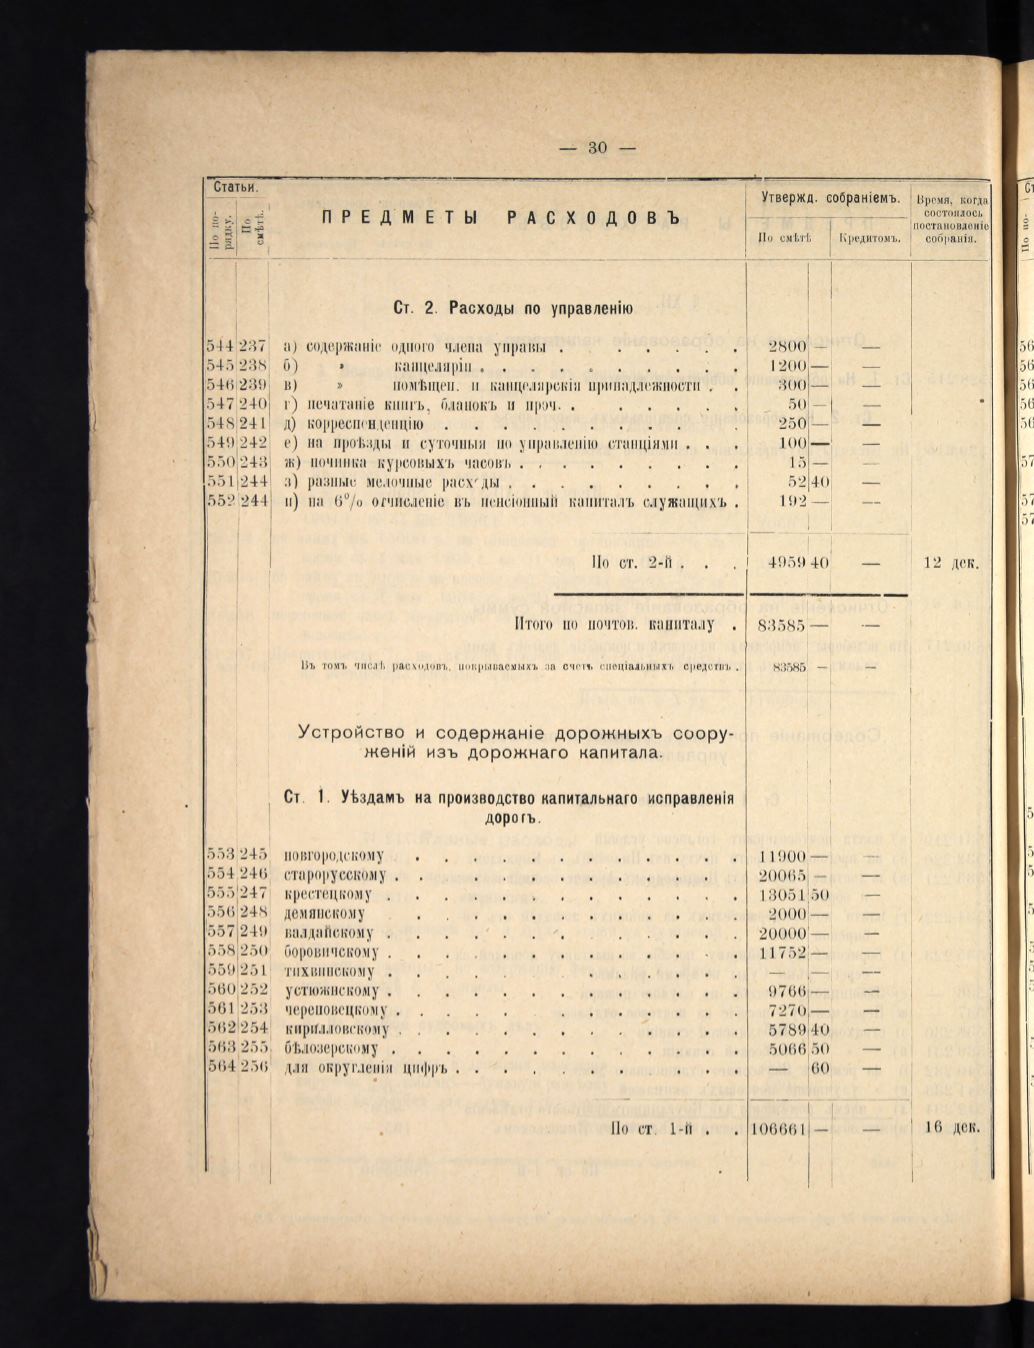 — 30 —
Статьи.
По по-
рядку.
По
смѣтѣ.
ПРЕДМЕТЫ РАСХОДОВЪ
Утвержд. собраніемъ.
По смѣтѣ
Кредитомъ.
Время, когда
состоялось
постановленіе
собранія.
Ст. 2. Расходы по управленію
544 237 а) содержаніе одного члена управы . . . . . . . 2800 — —
545 238 б) » канцеляріи . . . . . . . . . . 1200 — —
546 239 в) » помѣщен. и канцелярскія принадлежности . . 300 — —
547 240 г) печатаніе книгъ, бланокъ и проч. . . . . . . 50 — —
548 241 д) корреспонденцію . . . . . . . . . 250 — —
549 242 е) на проѣзды и суточныя по управленію станціями . . . 100 — —
550 243 ж) починка курсовыхъ часовъ . . . . . . . . . 15 — —
551 244 з) разные мелочные расходы . . . . . . . . . 52 40 —
552 244 и) на 6% отчисленіе въ пенсіонный капиталъ служащихъ . 192 — —
По ст. 2-й . . . 4959 40 — 12 дек.
Итого по почтов. капиталу . 83585 — —
Въ томъ числѣ расходовъ, покрываемыхъ за счетъ спеціальныхъ средствъ . 83585 — —
Устройство и содержаніе дорожныхъ соору-
женій изъ дорожнаго капитала.
Ст. 1. Уѣздамъ на производство капитальнаго исправленія
дорогъ.
553 245 новгородскому . . . . . . . . . . . . 11900 — —
554 246 старорусскому . . . . . . . . . . . 20065 — —
555 247 крестецкому . . . . . . . . . . . . . 13051 50 —
556 248 демянскому . . . . . . . . . . . . 2000 — —
557 249 валдайскому . . . . . . . . . . . . . 20000 — —
558 250 боровичскому . . . . . . . . . . . . . 11752 — —
559 251 тихвинскому . . . . . . . . . . . — — —
560 252 устюжнскому . . . . . . . . . . . . . 9766 — —
561 253 череповецкому . . . . . . . . . . . . . 7270 — —
562 254 кирилловскому . . . . . . . . . . . . . 5789 40 —
563 255 бѣлозерскому . . . . . . . . . . . . . 5066 50 —
564 256 для округленія цифръ . . . . . . . . . . — 60 —
По ст. 1-й . . 106661 — — 16 дек.